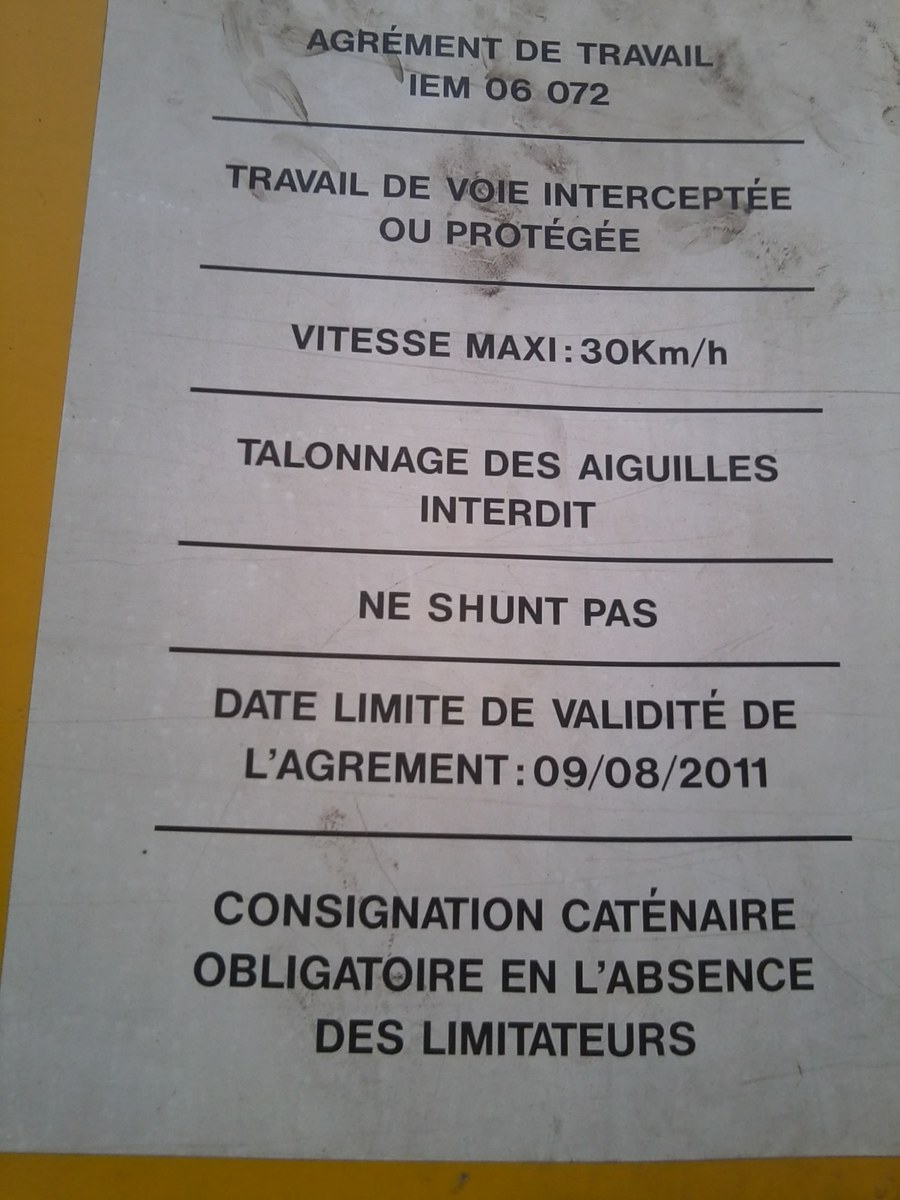 AGRÉMENT DE TRAVAIL
IEM 06 072
TRAVAIL DE VOIE INTERCEPTÉE
OU PROTÉGÉE
VITESSE MAXI : 30Km/h
TALONNAGE DES AIGUILLES
INTERDIT
NE SHUNT PAS
DATE LIMITE DE VALIDITÉ DE
L'AGREMENT : 09/08/2011
CONSIGNATION CATÉNAIRE
OBLIGATOIRE EN L'ABSENCE
DES LIMITATEURS